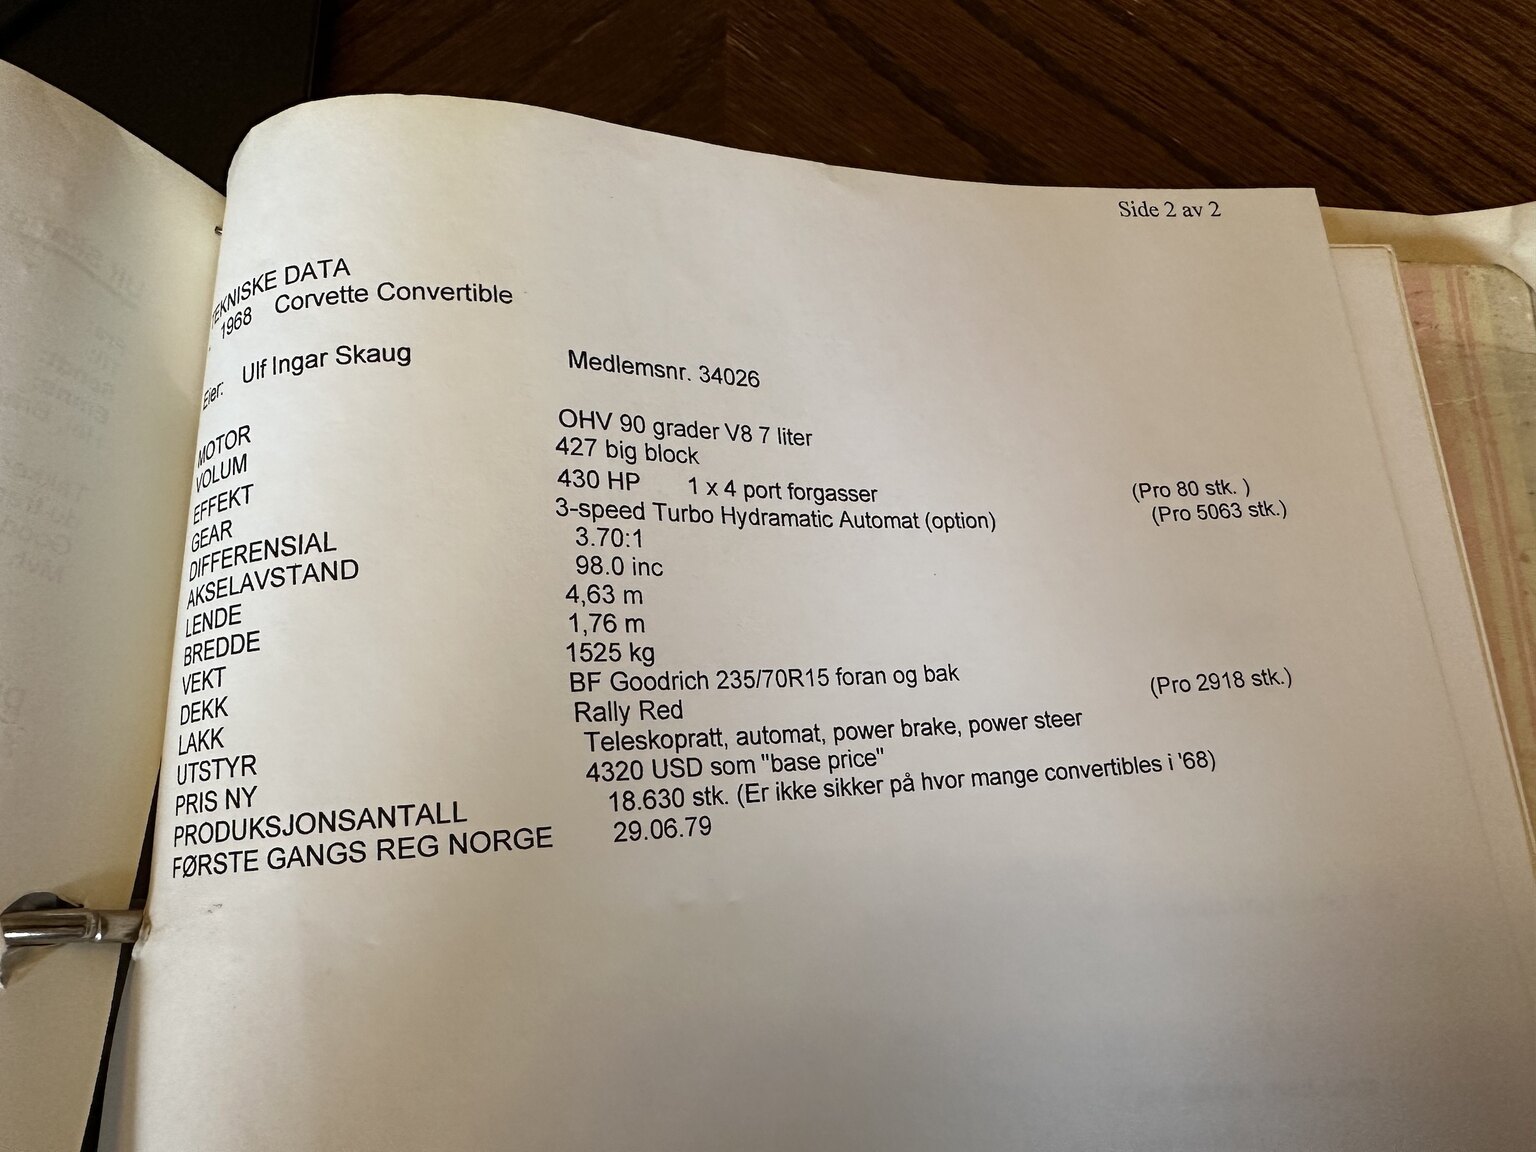 Side 2 av 2
TEKNISKE DATA
1968 Corvette Convertible
Eier: Ulf Ingar Skaug Medlemsnr. 34026
MOTOR OHV 90 grader V8 7 liter
VOLUM 427 big block
EFFEKT 430 HP 1 x 4 port forgasser (Pro 80 stk. )
GEAR 3-speed Turbo Hydramatic Automat (option) (Pro 5063 stk.)
DIFFERENSIAL 3.70:1
AKSELAVSTAND 98.0 inc
LENDE 4,63 m
BREDDE 1,76 m
VEKT 1525 kg
DEKK BF Goodrich 235/70R15 foran og bak
LAKK Rally Red (Pro 2918 stk.)
UTSTYR Teleskopratt, automat, power brake, power steer
PRIS NY 4320 USD som "base price"
PRODUKSJONSANTALL 18.630 stk. (Er ikke sikker på hvor mange convertibles i '68)
FØRSTE GANGS REG NORGE 29.06.79